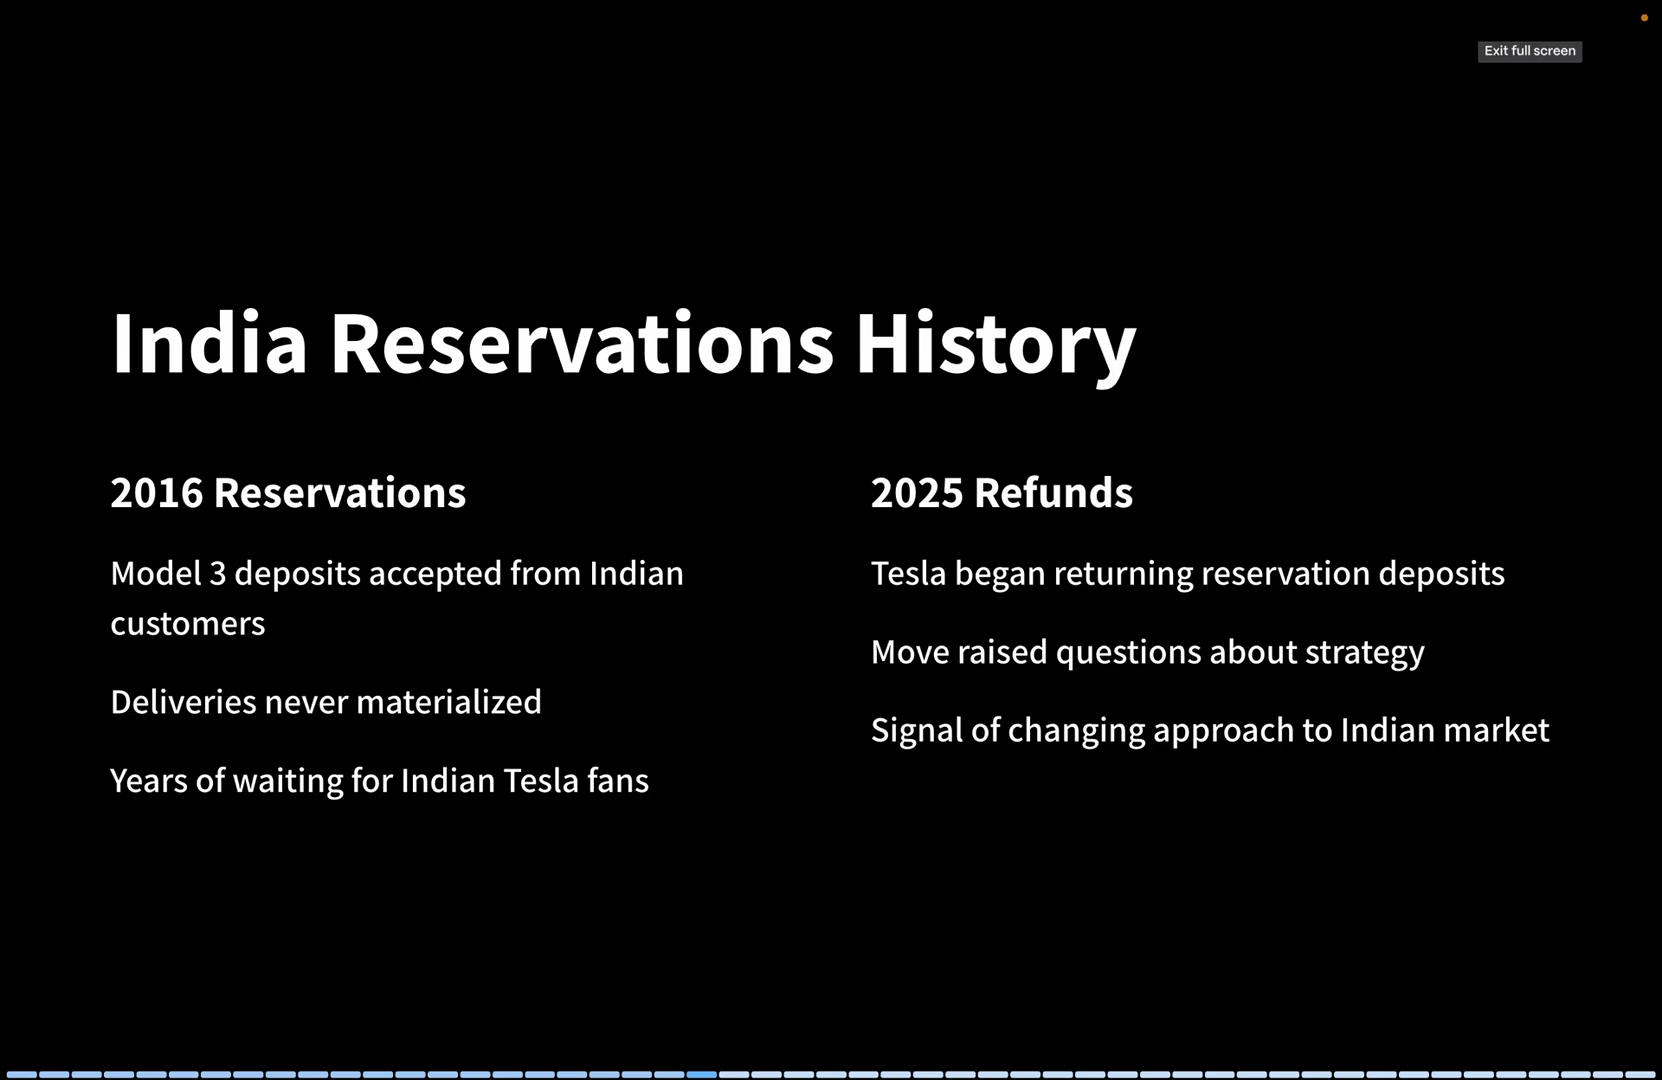 Exit full screen
India Reservations History
2016 Reservations
Model 3 deposits accepted from Indian
customers
Deliveries never materialized
Years of waiting for Indian Tesla fans
2025 Refunds
Tesla began returning reservation deposits
Move raised questions about strategy
Signal of changing approach to Indian market